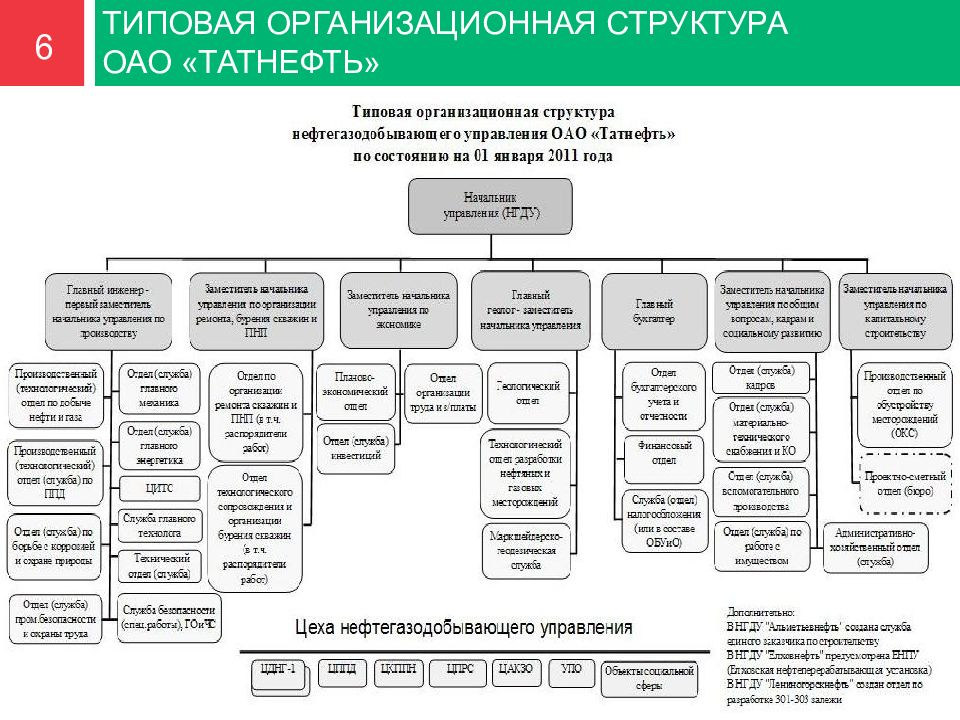 6
ТИПОВАЯ ОРГАНИЗАЦИОННАЯ СТРУКТУРА
ОАО «ТАТНЕФТЬ»
Типовая организационная структура
нефтегазодобывающего управления ОАО «Татнефть»
по состоянию на 01 января 2011 года
Начальник
управления (НГДУ)
Главный инженер -
первый заместитель
начальника управления по
производству
Заместитель начальника
управления по организации
ремонта, бурения скважин и
ПНП
Заместитель начальника
управления по
экономике
Главный
геолог - заместитель
начальника управления
Главный
бухгалтер
Заместитель начальника
управления по общим
вопросам, кадрам и
социальному развитию
Заместитель начальника
управления по
капитальному
строительству
Производственный
(технологический)
отдел по добыче
нефти и газа
Производственный
(технологический)
отдел (служба) по
ППД
Отдел (служба) по
борьбе с коррозией
и охране природы
Отдел (служба)
пром.безопасности
и охраны труда
Отдел (служба)
главного
механика
Отдел (служба)
главного
энергетика
ЦИТС
Служба главного
технолога
Технический
отдел (служба)
Служба безопасности
(спец.работы), ГОиЧС
Отдел по
организации
ремонта скважин и
ПНП (в т.ч.
распорядители
работ)
Отдел
технологического
сопровождения и
организации
бурения скважин
(в т.ч.
распорядители
работ)
Планово-
экономический
отдел
Отдел (служба)
инвестиций
Отдел
организации
труда и з/платы
Геологический
отдел
Технологический
отдел разработки
нефтяных и
газовых
месторождений
Маркшейдерско-
геодезическая
служба
Отдел
бухгалтерского
учета и
отчетности
Финансовый
отдел
Служба (отдел)
налогообложения
(или в составе
ОБУиО)
Отдел (служба)
кадров
Отдел (служба)
материально-
технического
снабжения и КО
Отдел (служба)
вспомогательного
производства
Отдел (служба) по
работе с
имуществом
Производственный
отдел по
обустройству
месторождений
(ОКС)
Проектно-сметный
отдел (бюро)
Административно-
хозяйственный отдел
(служба)
Цеха нефтегазодобывающего управления
ЦДНГ-1
ЦППД
ЦКППН
ЦПРС
ЦАКЗО
УПО
Объекты социальной
сферы
Дополнительно:
В НГДУ "Альметьевнефть" создана служба
единого заказчика по строительству
В НГДУ "Елховнефть" предусмотрена ЕНПУ
(Елховская нефтеперерабатывающая установка)
В НГДУ "Лениногорскнефть" создан отдел по
разработке 301-303 залежи